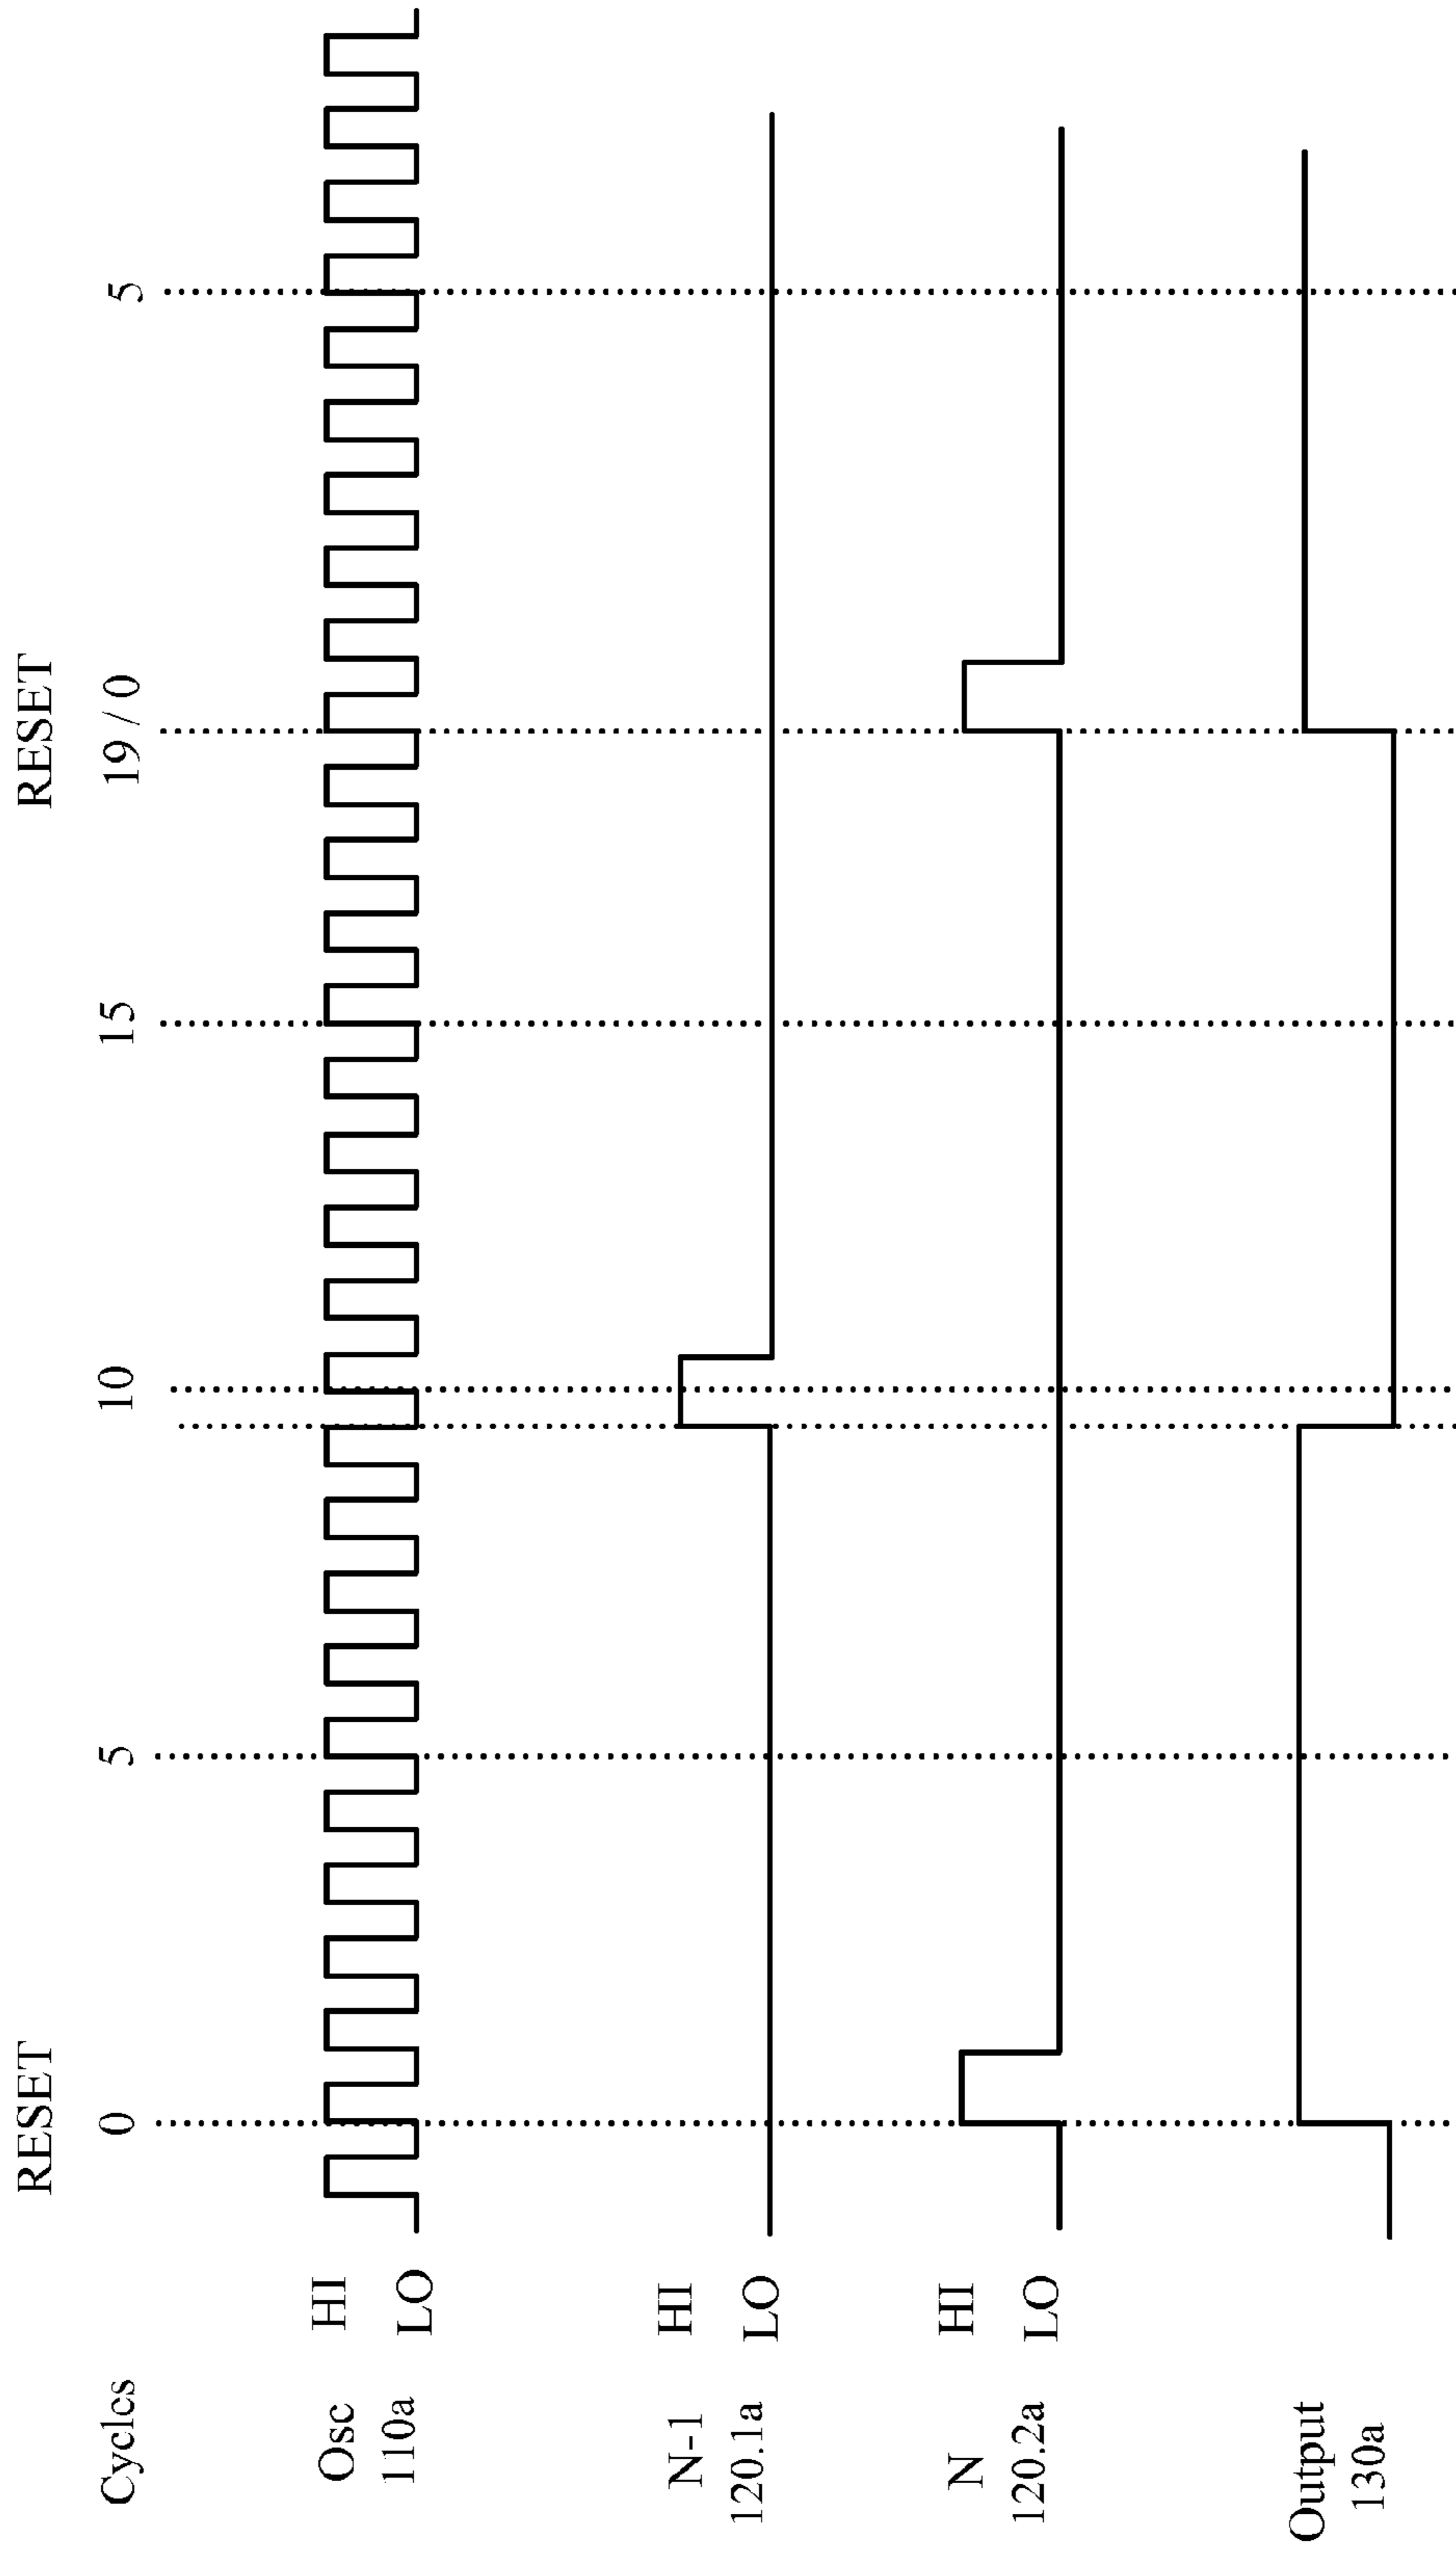 RESET RESET
Cycles 0 5 10 15 19 / 0 5
Osc HI
110a LO
N-1 HI
120.1a LO
N HI
120.2a LO
Output
130a